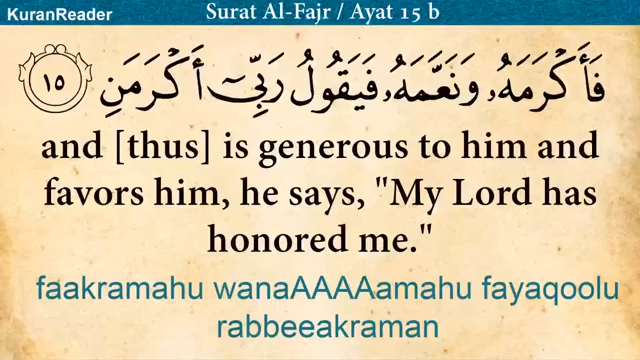 KuranReader
Surat Al-Fajr / Ayat 15 b
فَأَكْرَمَهُۥ وَنَعَّمَهُۥ فَيَقُولُ رَبِّىٓ أَكْرَمَنِ ١٥
and [thus] is generous to him and
favors him, he says, "My Lord has
honored me."
faakramahu wanaAAAAamahu fayaqoolu
rabbeeakraman